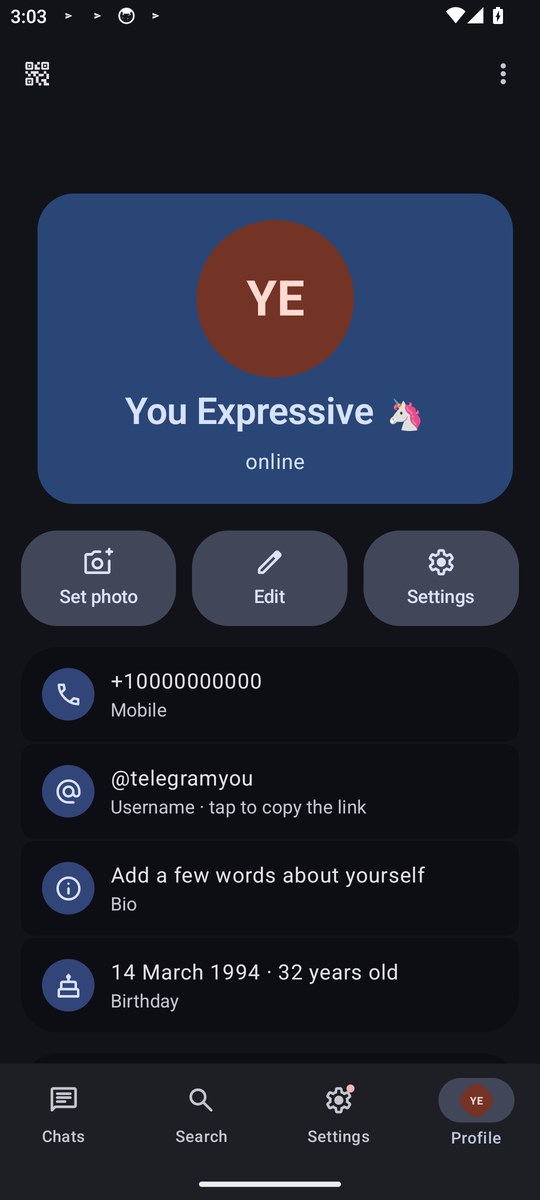 3:03
YE
You Expressive 🦄
online
Set photo
Edit
Settings
+10000000000
Mobile
@telegramyou
Username · tap to copy the link
Add a few words about yourself
Bio
14 March 1994 · 32 years old
Birthday
YE
Chats
Search
Settings
Profile